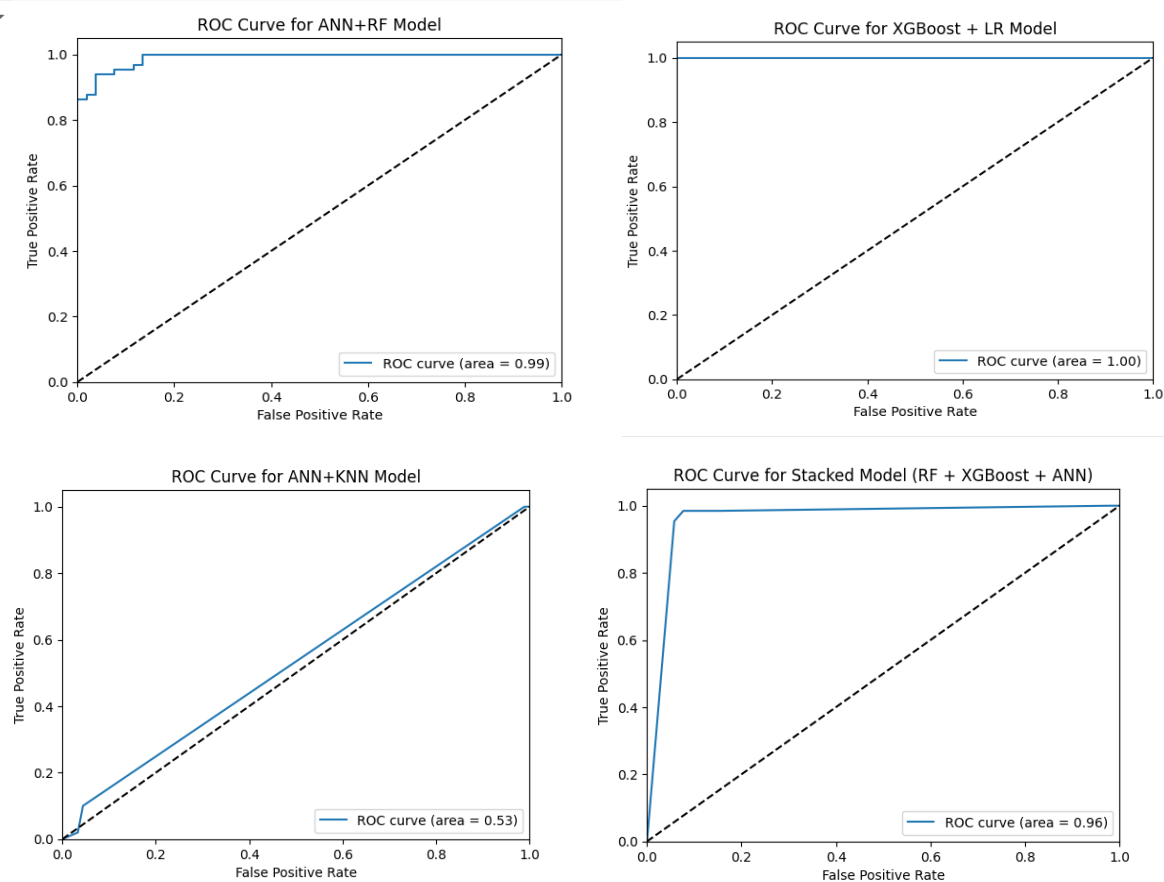 ROC Curve for ANN+RF Model
1.0
0.8
0.6
0.4
0.2
0.0
True Positive Rate
ROC curve (area = 0.99)
0.0 0.2 0.4 0.6 0.8 1.0
False Positive Rate
ROC Curve for XGBoost + LR Model
1.0
0.8
0.6
0.4
0.2
0.0
True Positive Rate
ROC curve (area = 1.00)
0.0 0.2 0.4 0.6 0.8 1.0
False Positive Rate
ROC Curve for ANN+KNN Model
1.0
0.8
0.6
0.4
0.2
0.0
True Positive Rate
ROC curve (area = 0.53)
0.0 0.2 0.4 0.6 0.8 1.0
False Positive Rate
ROC Curve for Stacked Model (RF + XGBoost + ANN)
1.0
0.8
0.6
0.4
0.2
0.0
True Positive Rate
ROC curve (area = 0.96)
0.0 0.2 0.4 0.6 0.8 1.0
False Positive Rate